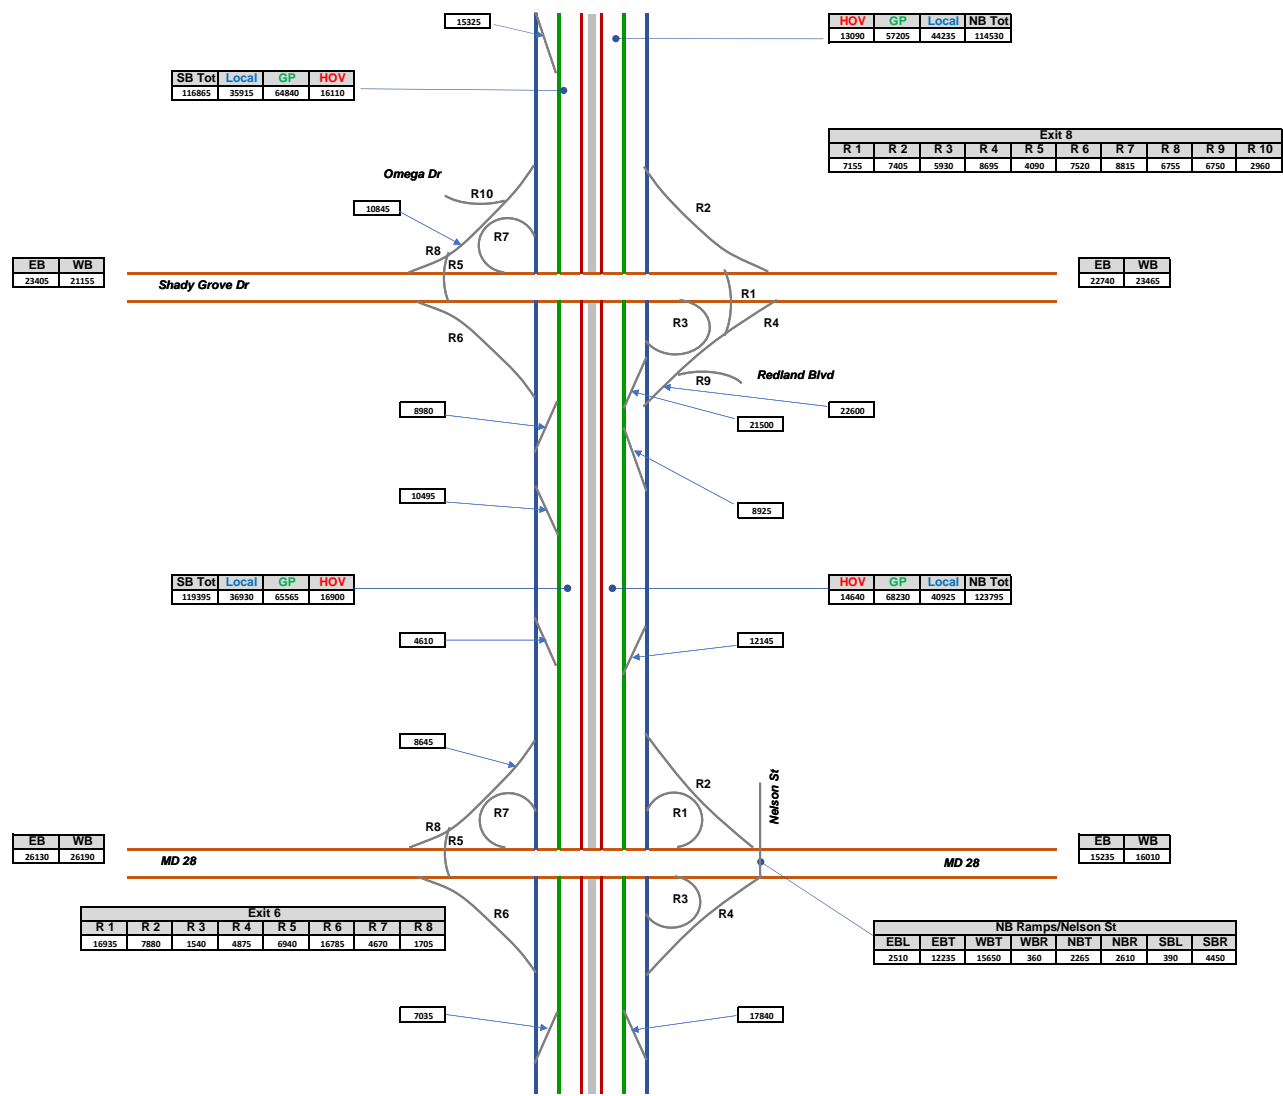 15325
HOV GP Local NB Tot
13090 57205 44235 114530
SB Tot Local GP HOV
116865 35915 64840 16110
Exit 8
R 1 R 2 R 3 R 4 R 5 R 6 R 7 R 8 R 9 R 10
7155 7405 5930 8695 4090 7520 8815 6755 6750 2960
Omega Dr
R10
R2
10845
R7
R8
R5
EB WB
23405 21155
EB WB
22740 23465
Shady Grove Dr
R1
R3
R4
R6
R9
Redland Blvd
8980
22600
21500
10495
8925
SB Tot Local GP HOV
119395 36930 65565 16900
HOV GP Local NB Tot
14640 68230 40925 123795
4610
12145
8645
R2
Nelson St
R7
R1
R8
R5
EB WB
26130 26190
EB WB
15235 16010
MD 28
MD 28
R3
R6
R4
Exit 6
R 1 R 2 R 3 R 4 R 5 R 6 R 7 R 8
16935 7880 1540 4875 6940 16785 4670 1705
NB Ramps/Nelson St
EBL EBT WBT WBR NBT NBR SBL SBR
2510 12235 15650 360 2265 2610 390 4450
7035
17840